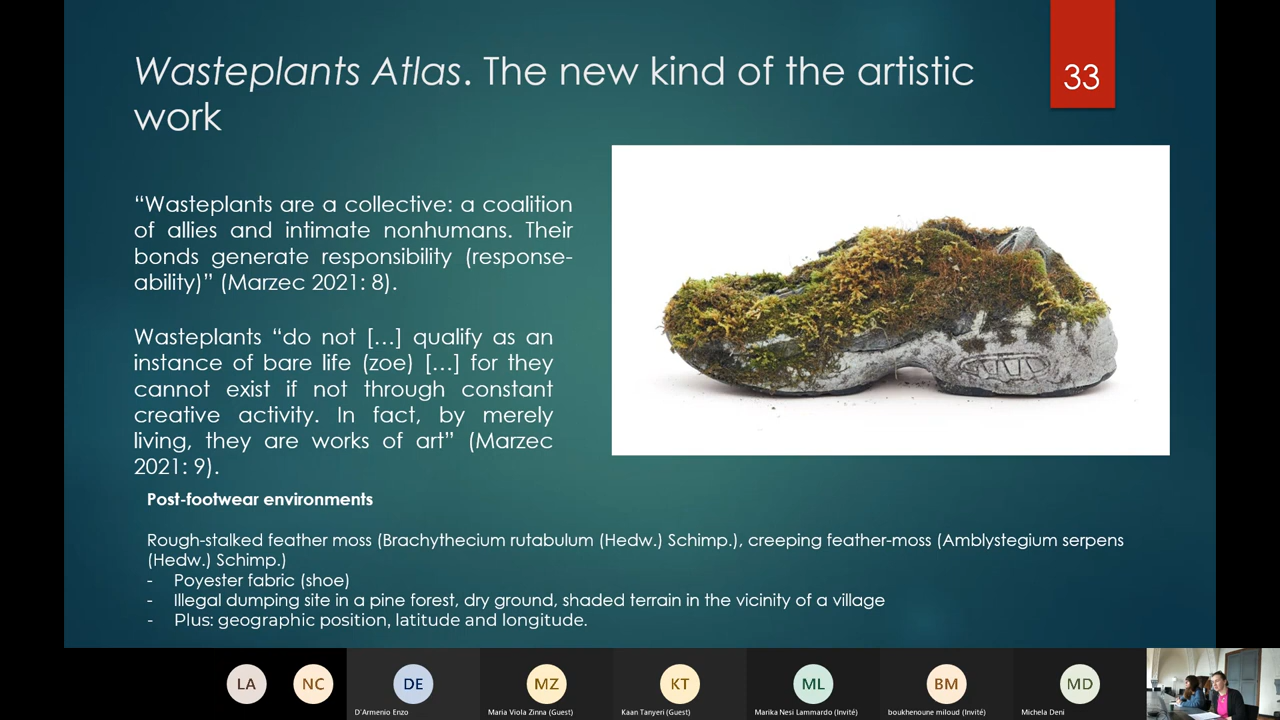 Wasteplants Atlas. The new kind of the artistic
work
33
“Wasteplants are a collective: a coalition
of allies and intimate nonhumans. Their
bonds generate responsibility (response-
ability)” (Marzec 2021: 8).
Wasteplants “do not […] qualify as an
instance of bare life (zoe) […] for they
cannot exist if not through constant
creative activity. In fact, by merely
living, they are works of art” (Marzec
2021: 9).
Post-footwear environments
Rough-stalked feather moss (Brachythecium rutabulum (Hedw.) Schimp.), creeping feather-moss (Amblystegium serpens
(Hedw.) Schimp.)
- Poyester fabric (shoe)
- Illegal dumping site in a pine forest, dry ground, shaded terrain in the vicinity of a village
- Plus: geographic position, latitude and longitude.
LA
NC
DE
MZ
KT
ML
BM
MD
D'Armenio Enzo
Maria Viola Zinna (Guest)
Kaan Tanyeri (Guest)
Marika Nesi Lammardo (Invité)
boukhenoune miloud (Invité)
Michela Deni